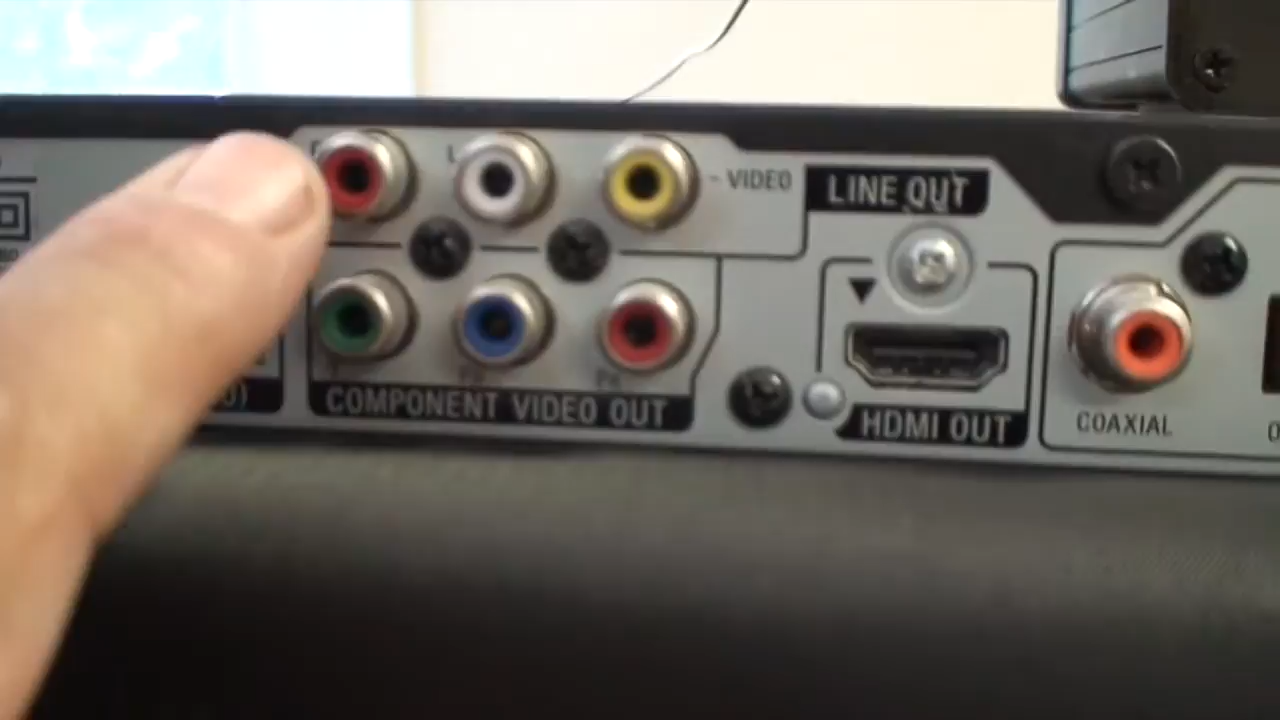 R L - VIDEO
LINE OUT
COMPONENT VIDEO OUT
HDMI OUT
COAXIAL